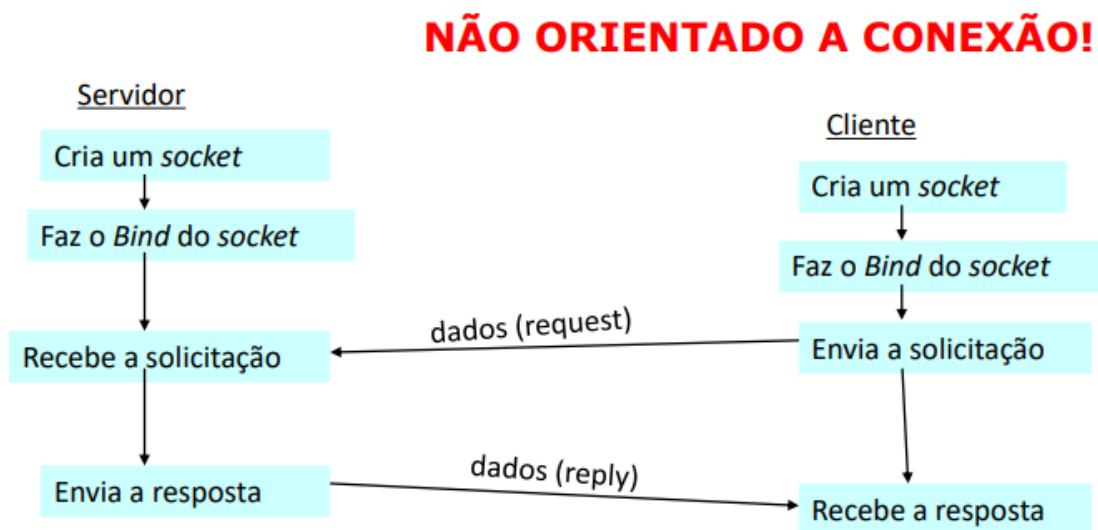 NÃO ORIENTADO A CONEXÃO!
Servidor
Cria um socket
Faz o Bind do socket
Recebe a solicitação
Envia a resposta
dados (request)
dados (reply)
Cliente
Cria um socket
Faz o Bind do socket
Envia a solicitação
Recebe a resposta